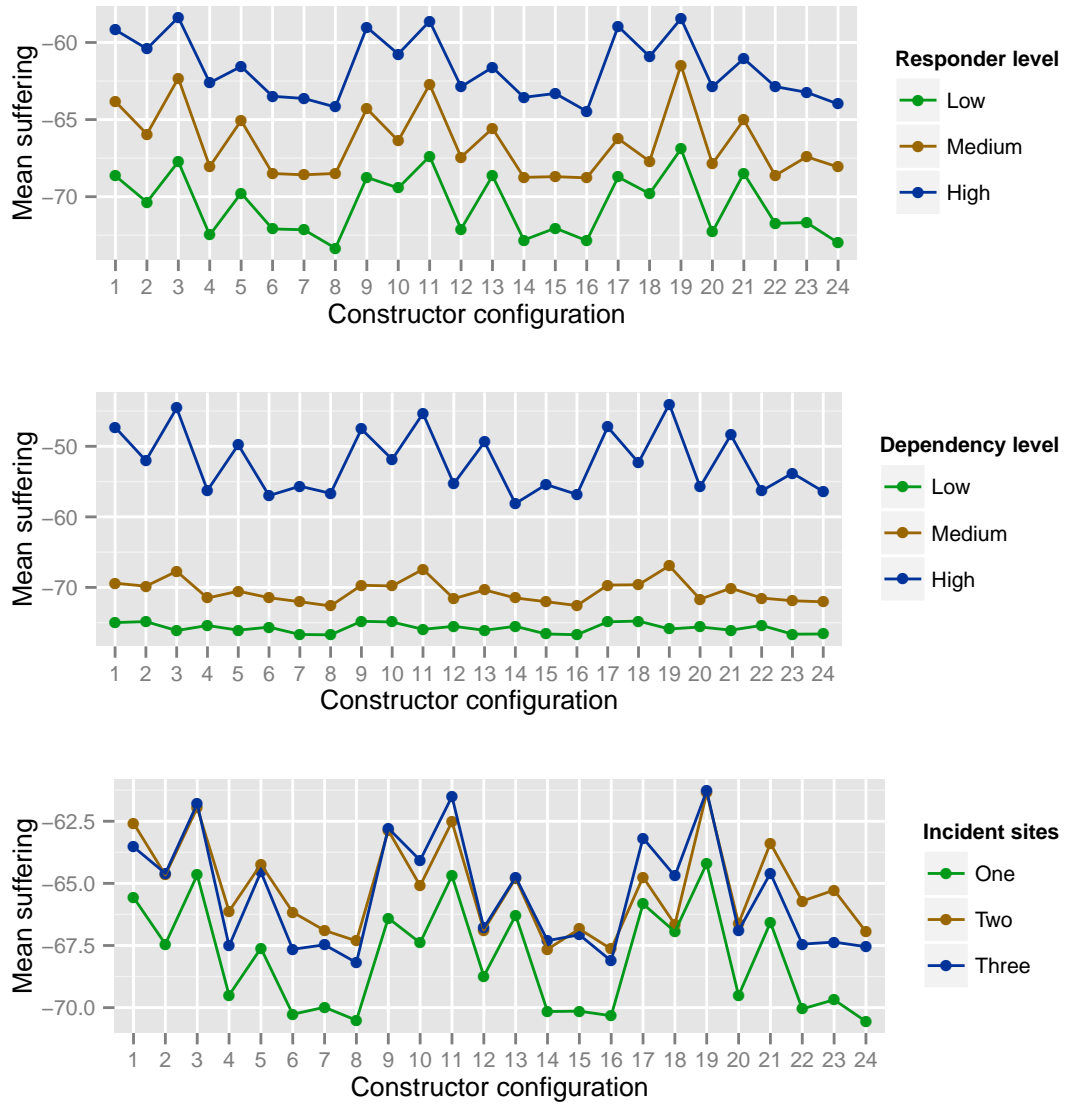 Mean suffering
−60
−65
−70
1 2 3 4 5 6 7 8 9 10 11 12 13 14 15 16 17 18 19 20 21 22 23 24
Constructor configuration
Responder level
Low
Medium
High
Mean suffering
−50
−60
−70
1 2 3 4 5 6 7 8 9 10 11 12 13 14 15 16 17 18 19 20 21 22 23 24
Constructor configuration
Dependency level
Low
Medium
High
Mean suffering
−62.5
−65.0
−67.5
−70.0
1 2 3 4 5 6 7 8 9 10 11 12 13 14 15 16 17 18 19 20 21 22 23 24
Constructor configuration
Incident sites
One
Two
Three